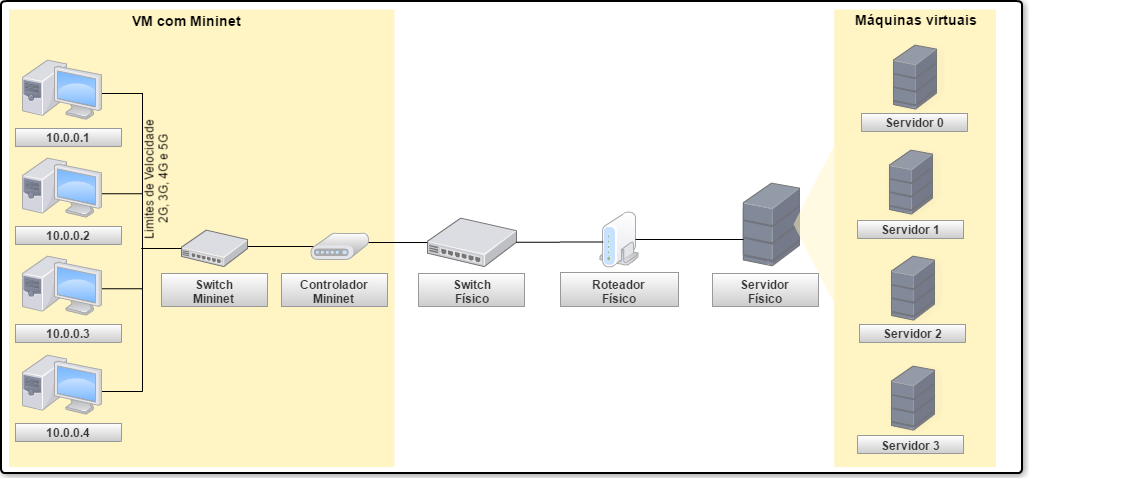 VM com Mininet
Máquinas virtuais
10.0.0.1
10.0.0.2
10.0.0.3
10.0.0.4
Limites de Velocidade
2G, 3G, 4G e 5G
Switch
Mininet
Controlador
Mininet
Switch
Físico
Roteador
Físico
Servidor
Físico
Servidor 0
Servidor 1
Servidor 2
Servidor 3